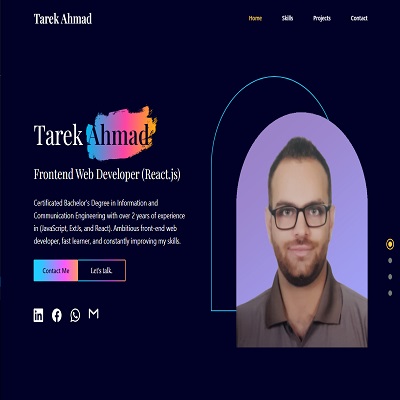 Tarek Ahmad
Home Skills Projects Contact
Tarek Ahmad
Frontend Web Developer (React.js)
Certificated Bachelor's Degree in Information and
Communication Engineering with over 2 years of experience
in (JavaScript, ExtJs, and React). Ambitious front-end web
developer, fast learner, and constantly improving my skills.
Contact Me Let's talk.